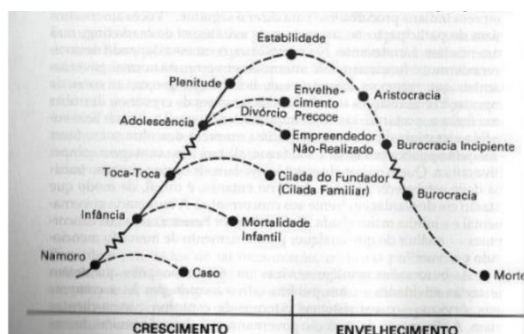 Estabilidade
Plenitude
Envelhe-
cimento
Precoce
Aristocracia
Divórcio
Adolescência
Empreendedor
Não-Realizado
Burocracia Incipiente
Toca-Toca
Cilada do Fundador
(Cilada Familiar)
Burocracia
Infância
Mortalidade
Infantil
Namoro
Caso
Morte
CRESCIMENTO
ENVELHECIMENTO